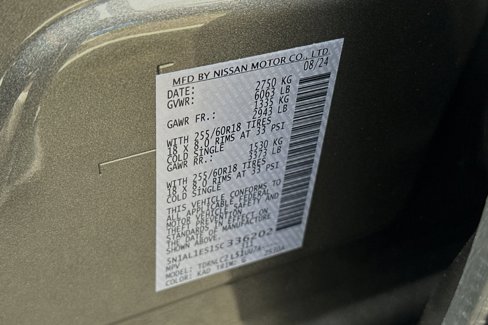 MFD BY NISSAN MOTOR CO., LTD.
DATE: 08/24
GVWR: 2750 KG
6063 LB
GAWR FR.: 1335 KG
2943 LB
WITH 255/60R18 TIRES
18 X 8.0 RIMS AT 33 PSI
COLD SINGLE
GAWR RR.: 1530 KG
3373 LB
WITH 255/60R18 TIRES
18 X 8.0 RIMS AT 33 PSI
COLD SINGLE
THIS VEHICLE CONFORMS TO
ALL APPLICABLE FEDERAL
MOTOR VEHICLE SAFETY AND
THEFT PREVENTION
STANDARDS IN EFFECT ON
THE DATE OF MANUFACTURE
SHOWN ABOVE.
336202
MPV
COLOR: KAD TRIM: G